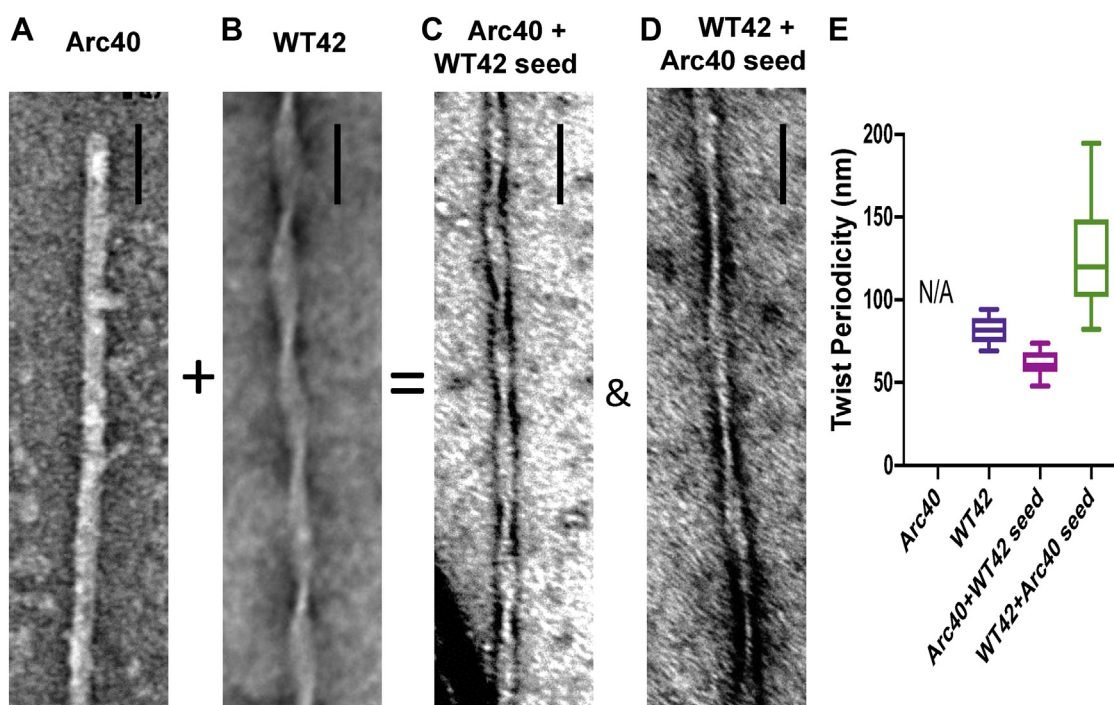 A Arc40
B WT42
C Arc40 +
WT42 seed
D WT42 +
Arc40 seed
E
+
=
&
Twist Periodicity (nm)
200
150
100
50
0
N/A
Arc40
WT42
Arc40+WT42 seed
WT42+Arc40 seed